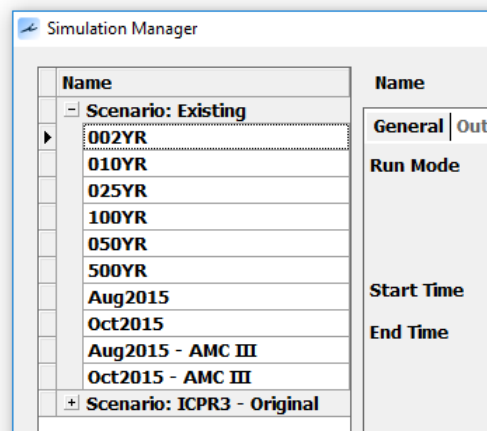 Simulation Manager
Name
Scenario: Existing
002YR
010YR
025YR
100YR
050YR
500YR
Aug2015
Oct2015
Aug2015 - AMC III
Oct2015 - AMC III
Scenario: ICPR3 - Original
Name
General Out
Run Mode
Start Time
End Time